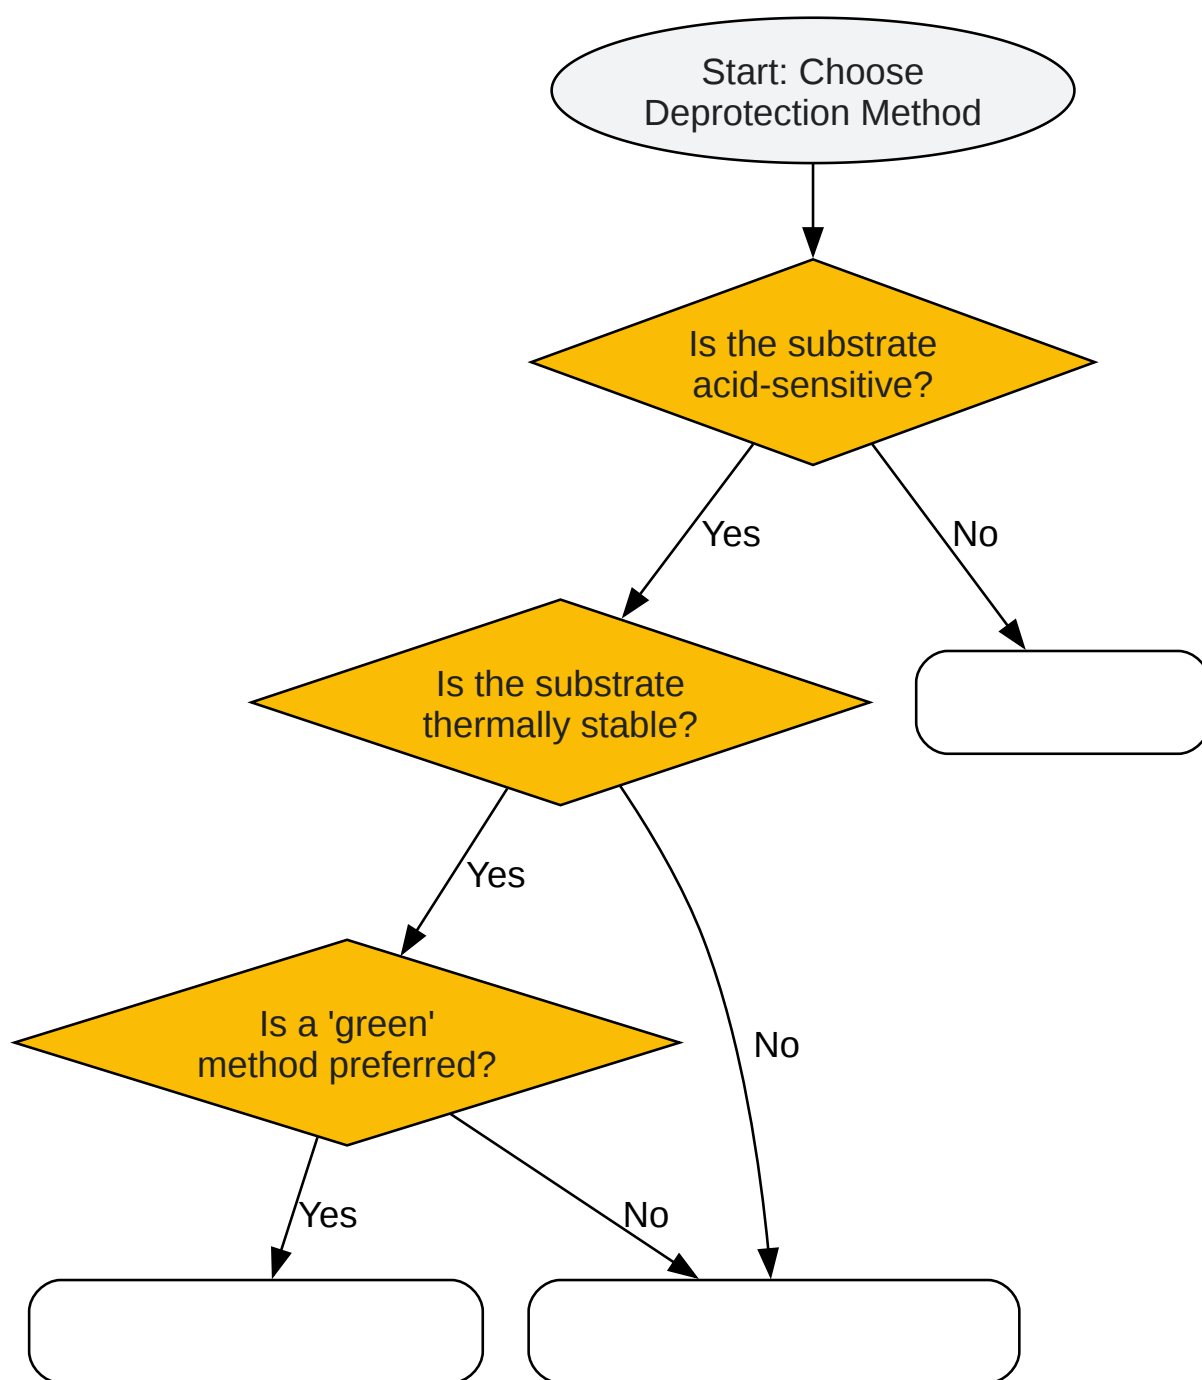 Start: Choose
Deprotection Method
Is the substrate
acid-sensitive?
Yes
No
Is the substrate
thermally stable?
Yes
No
Is a 'green'
method preferred?
Yes
No